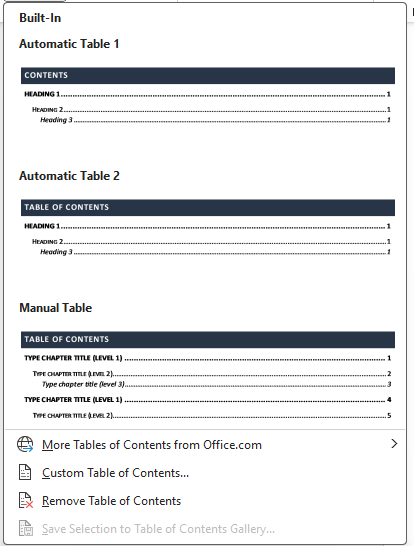 Built-In
Automatic Table 1
CONTENTS
HEADING 1....................................................................................................1
HEADING 2....................................................................................................1
Heading 3....................................................................................................1
Automatic Table 2
TABLE OF CONTENTS
HEADING 1....................................................................................................1
HEADING 2....................................................................................................1
Heading 3....................................................................................................1
Manual Table
TABLE OF CONTENTS
TYPE CHAPTER TITLE (LEVEL 1)....................................................................................................1
TYPE CHAPTER TITLE (LEVEL 2)....................................................................................................2
Type chapter title (level 3)....................................................................................................3
TYPE CHAPTER TITLE (LEVEL 1)....................................................................................................4
TYPE CHAPTER TITLE (LEVEL 2)....................................................................................................5
More Tables of Contents from Office.com
Custom Table of Contents...
Remove Table of Contents
Save Selection to Table of Contents Gallery...